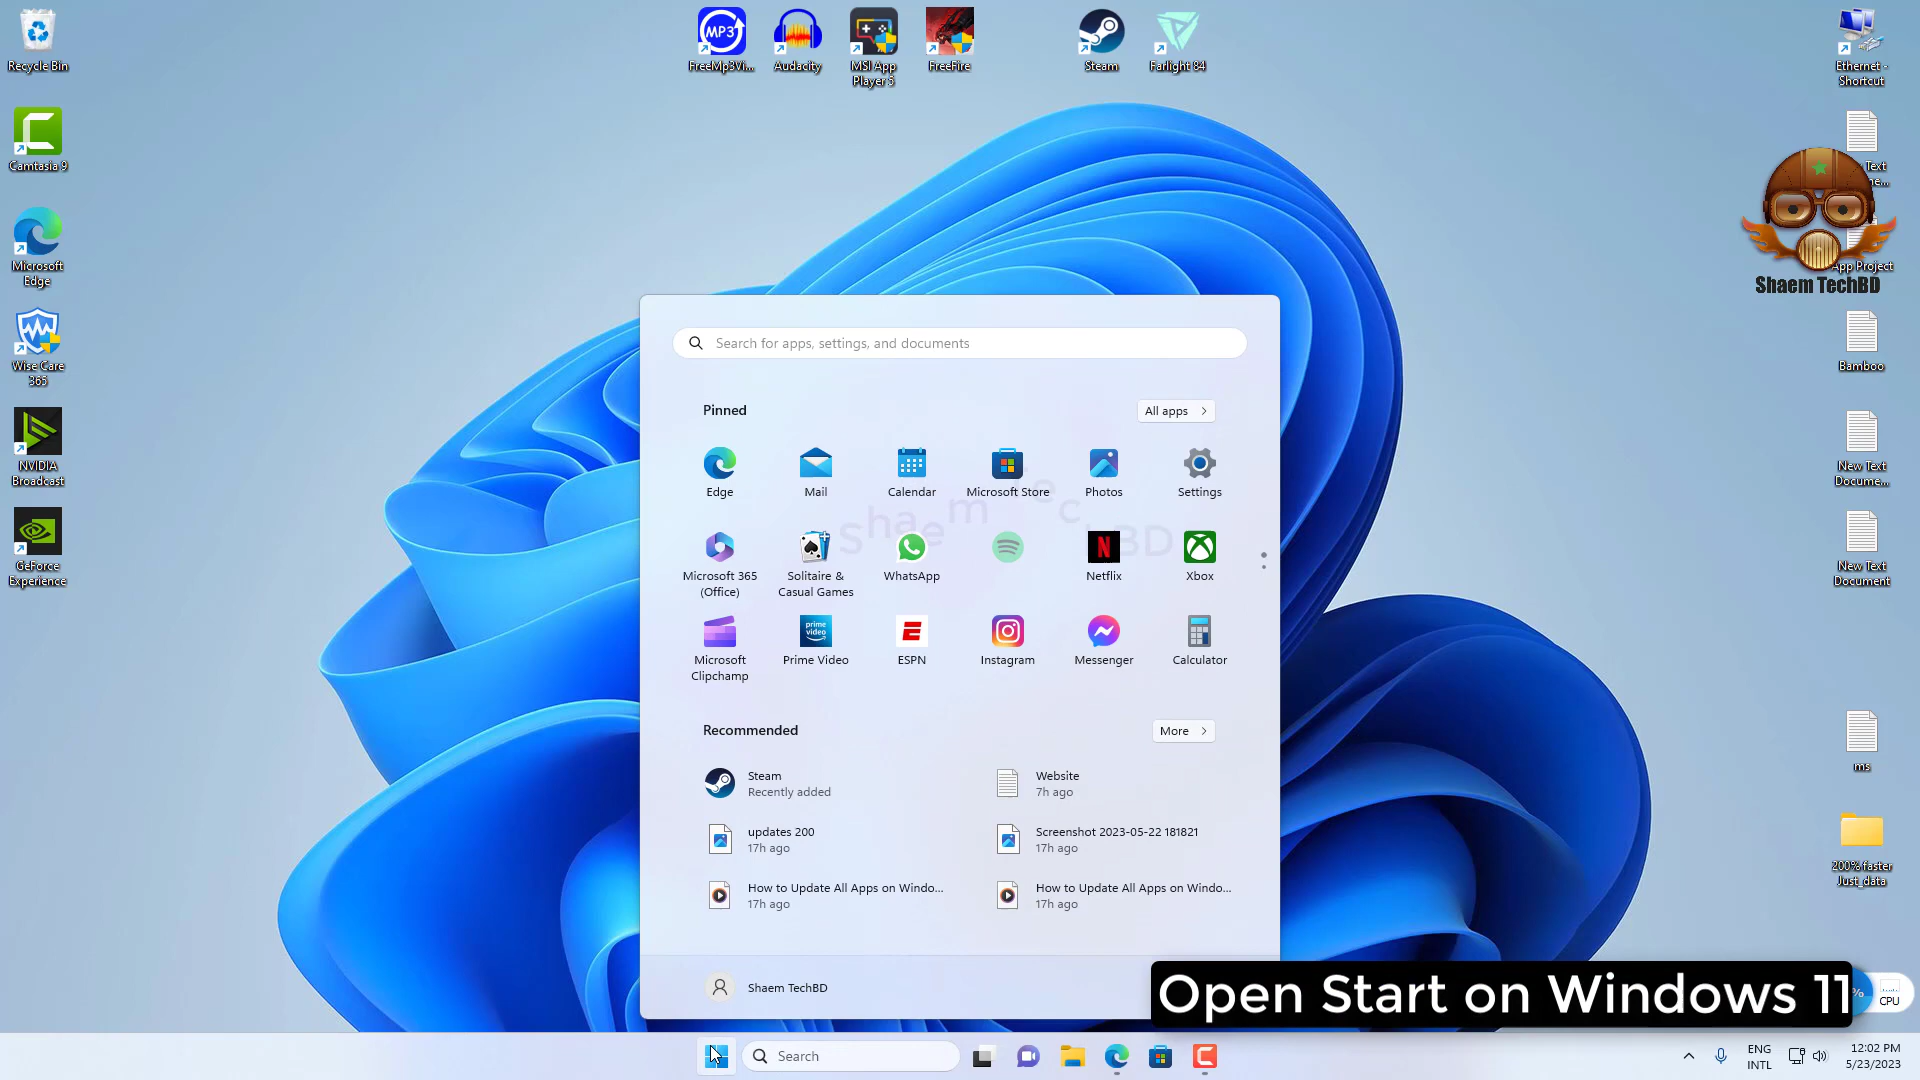 Recycle Bin
Camtasia 9
Microsoft
Edge
Wise Care
365
NVIDIA
Broadcast
GeForce
Experience
FreeMp3Vi...
Audacity
MSI App
Player 5
FreeFire
Steam
Farlight 84
Ethernet -
Shortcut
Text
App Project
Shaem TechBD
Bamboo
New Text
Docume...
New Text
Document
ms
200% faster
Just_data
Search for apps, settings, and documents
Pinned
All apps
Edge
Mail
Calendar
Microsoft Store
Photos
Settings
Shaem TechBD
Microsoft 365
(Office)
Solitaire &
Casual Games
WhatsApp
Netflix
Xbox
prime
video
Microsoft
Clipchamp
Prime Video
ESPN
Instagram
Messenger
Calculator
Recommended
More
Steam
Recently added
Website
7h ago
updates 200
17h ago
Screenshot 2023-05-22 181821
17h ago
How to Update All Apps on Windo...
17h ago
How to Update All Apps on Windo...
17h ago
Shaem TechBD
Open Start on Windows 11
%
CPU
Search
ENG
INTL
12:02 PM
5/23/2023